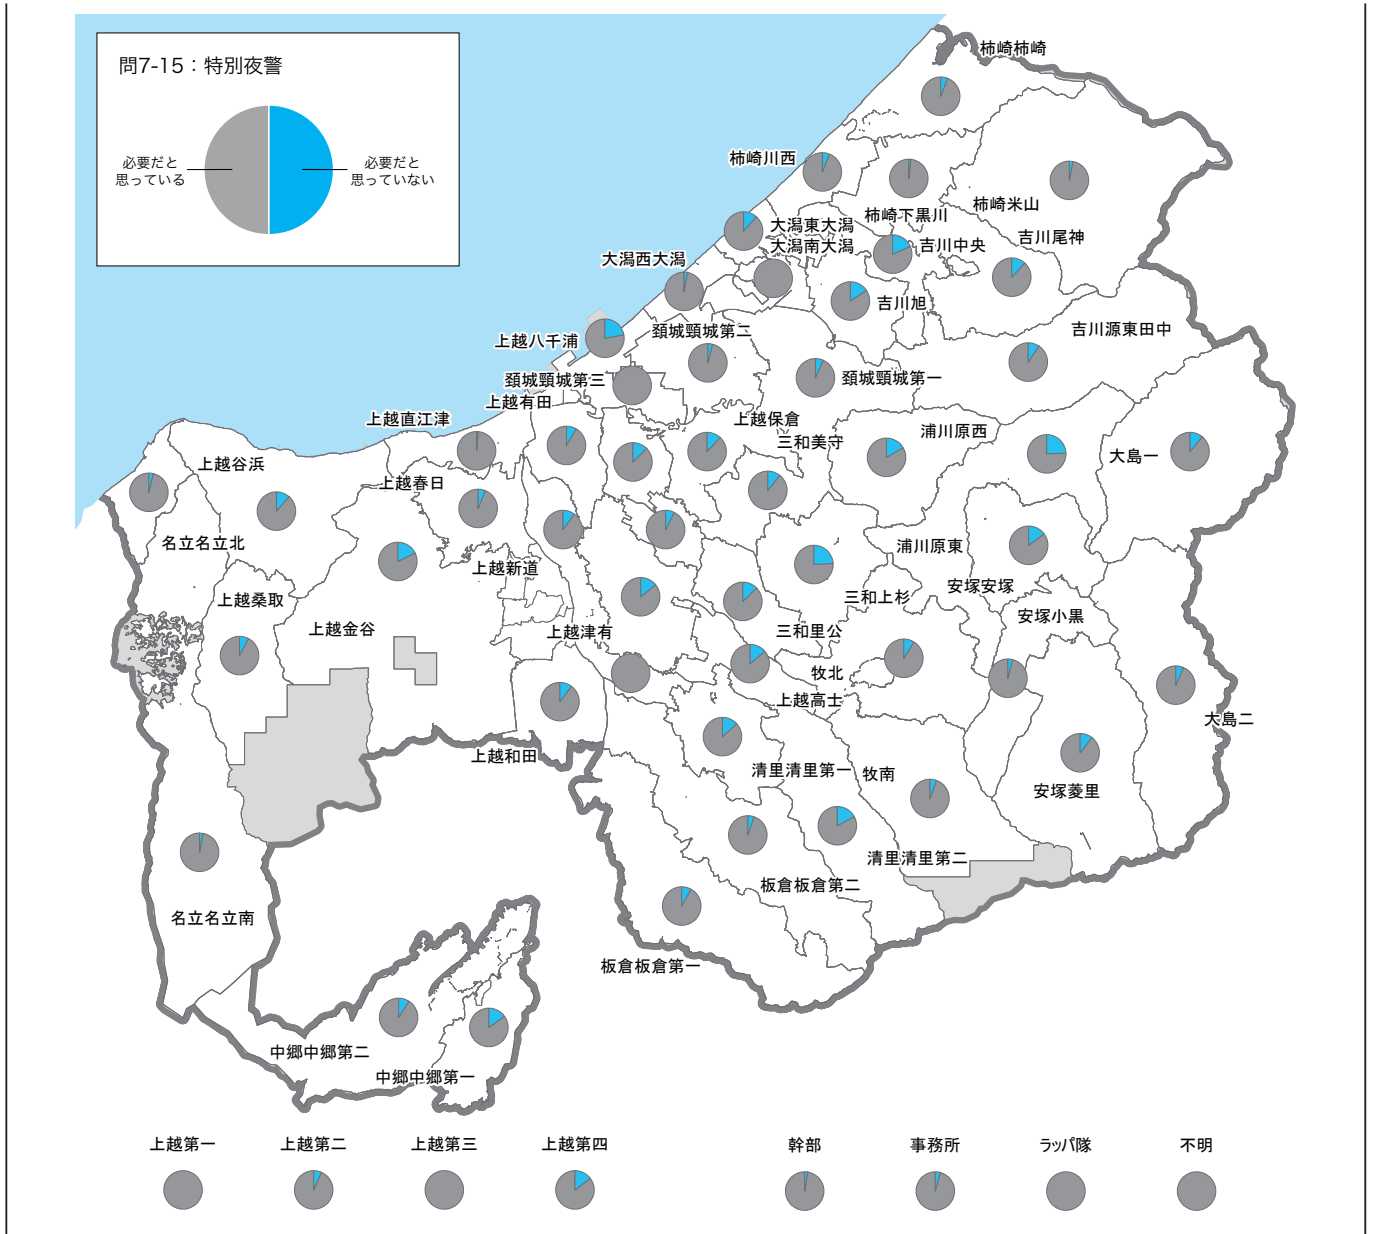 問7-15：特別夜警
必要だと
思っている
必要だと
思っていない
柿崎柿崎
柿崎川西
柿崎米山
柿崎下黒川
大潟東大潟
吉川尾神
吉川中央
大潟南大潟
大潟西大潟
吉川旭
吉川源東田中
頚城頸城第二
上越八千浦
頚城頸城第一
頚城頸城第三
上越有田
上越直江津
上越保倉
浦川原西
三和美守
大島一
上越谷浜
上越春日
名立名立北
浦川原東
上越新道
安塚安塚
三和上杉
上越桑取
安塚小黒
上越金谷
上越津有
三和里公
牧北
上越高士
大島二
上越和田
清里清里第一
牧南
安塚菱里
清里清里第二
板倉板倉第二
名立名立南
板倉板倉第一
中郷中郷第二
中郷中郷第一
上越第一
上越第二
上越第三
上越第四
幹部
事務所
ラッパ隊
不明